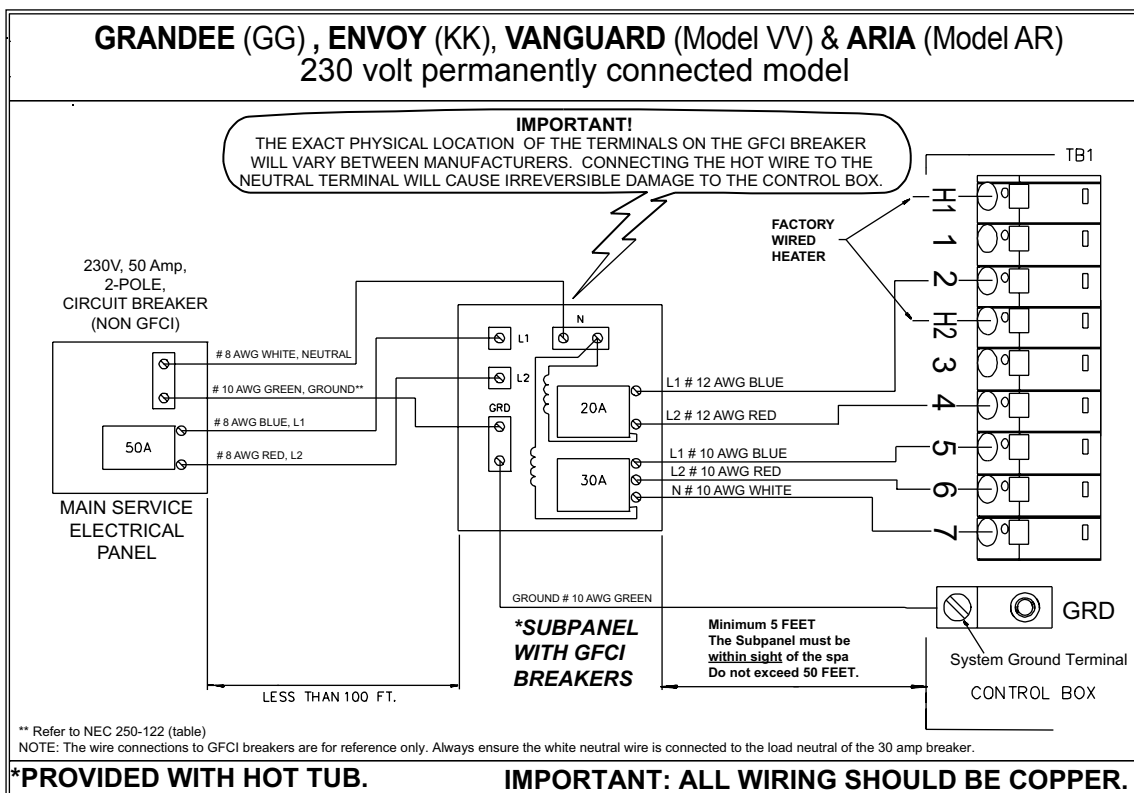 GRANDEE (GG) , ENVOY (KK), VANGUARD (Model VV) & ARIA (Model AR)
230 volt permanently connected model
IMPORTANT!
THE EXACT PHYSICAL LOCATION OF THE TERMINALS ON THE GFCI BREAKER
WILL VARY BETWEEN MANUFACTURERS. CONNECTING THE HOT WIRE TO THE
NEUTRAL TERMINAL WILL CAUSE IRREVERSIBLE DAMAGE TO THE CONTROL BOX.
230V, 50 Amp,
2-POLE,
CIRCUIT BREAKER
(NON GFCI)
# 8 AWG WHITE, NEUTRAL
# 10 AWG GREEN, GROUND**
# 8 AWG BLUE, L1
# 8 AWG RED, L2
50A
MAIN SERVICE
ELECTRICAL
PANEL
L1
L2
N
GRD
20A
30A
L1 # 12 AWG BLUE
L2 # 12 AWG RED
L1 # 10 AWG BLUE
L2 # 10 AWG RED
N # 10 AWG WHITE
FACTORY
WIRED
HEATER
TB1
H1
1
2
H2
3
4
5
6
7
GROUND # 10 AWG GREEN
*SUBPANEL
WITH GFCI
BREAKERS
Minimum 5 FEET
The Subpanel must be
within sight of the spa
Do not exceed 50 FEET.
GRD
System Ground Terminal
CONTROL BOX
LESS THAN 100 FT.
** Refer to NEC 250-122 (table)
NOTE: The wire connections to GFCI breakers are for reference only. Always ensure the white neutral wire is connected to the load neutral of the 30 amp breaker.
*PROVIDED WITH HOT TUB.
IMPORTANT: ALL WIRING SHOULD BE COPPER.